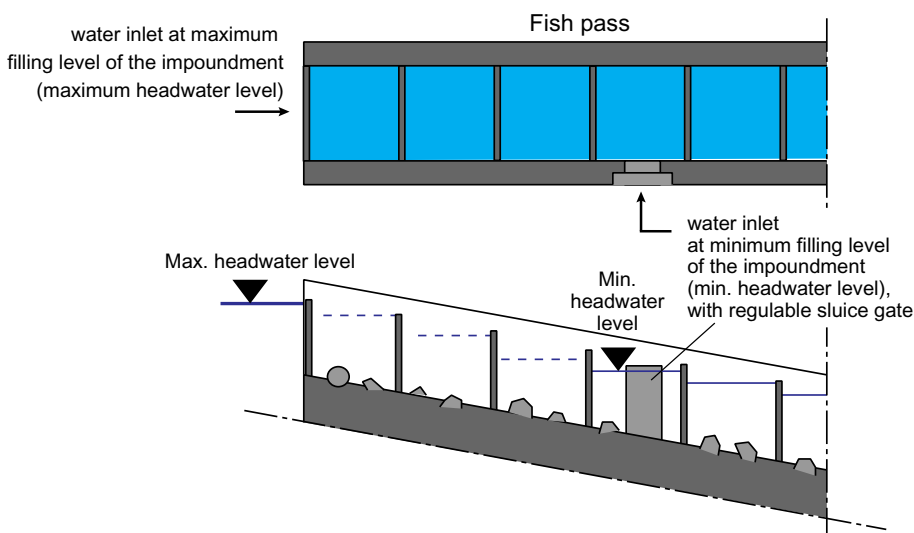 Fish pass
water inlet at maximum
filling level of the impoundment
(maximum headwater level)
water inlet
at minimum filling level
of the impoundment
(min. headwater level),
with regulable sluice gate
Max. headwater level
Min.
headwater
level